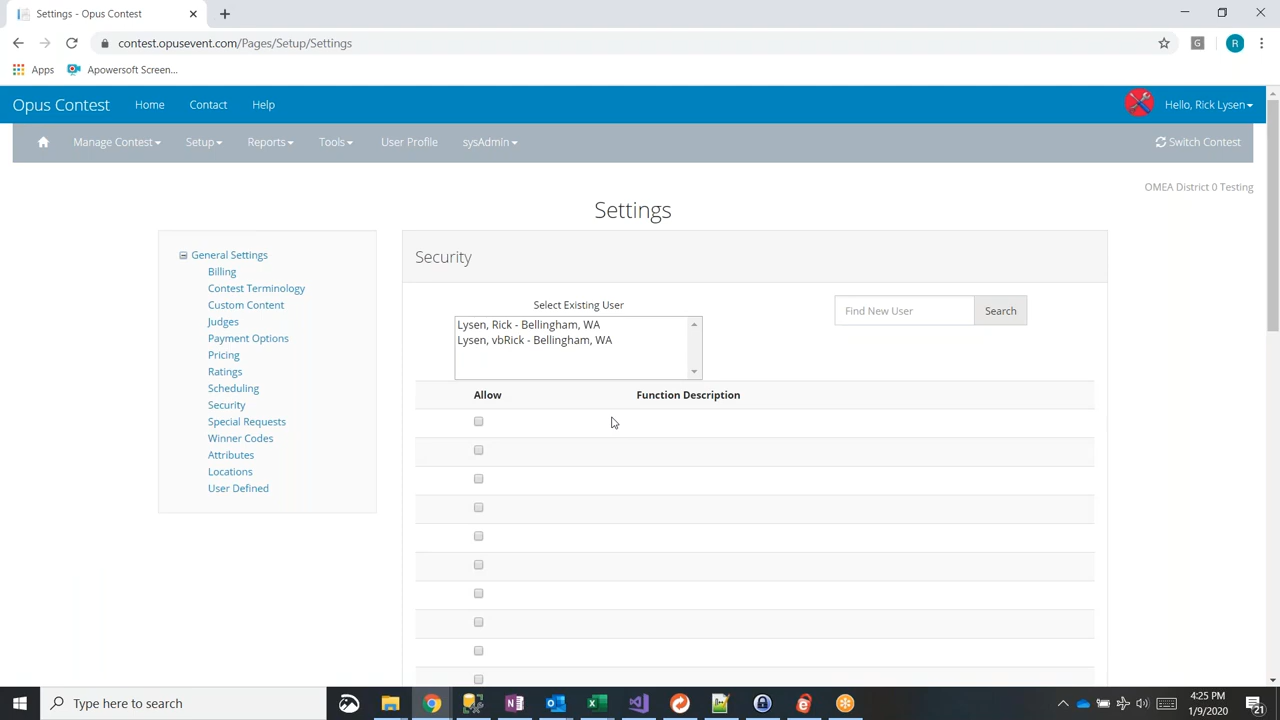 Settings - Opus Contest
contest.opusevent.com/Pages/Setup/Settings
G
R
Apps
Apowersoft Screen...
Opus Contest
Home
Contact
Help
Hello, Rick Lysen
Manage Contest
Setup
Reports
Tools
User Profile
sysAdmin
Switch Contest
OMEA District 0 Testing
Settings
General Settings
Billing
Contest Terminology
Custom Content
Judges
Payment Options
Pricing
Ratings
Scheduling
Security
Special Requests
Winner Codes
Attributes
Locations
User Defined
Security
Select Existing User
Find New User
Search
Lysen, Rick - Bellingham, WA
Lysen, vbRick - Bellingham, WA
Allow
Function Description
Type here to search
4:25 PM
1/9/2020
21